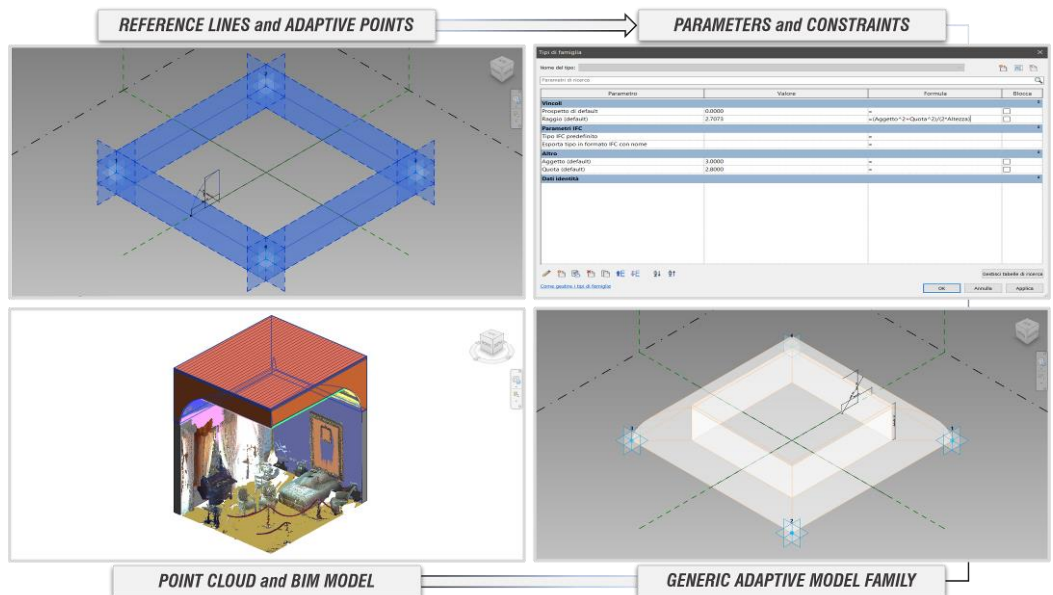 REFERENCE LINES and ADAPTIVE POINTS
PARAMETERS and CONSTRAINTS
Tipi di famiglia
Nome del tipo:
Parametri di ricerca
Parametro Valore Formula Blocca
Vincoli
Prospetto di default 0.0000 =
Raggio (default) 2.7073 =(Aggetto^2+Quota^2)/(2*Altezza)
Parametri IFC
Tipo IFC predefinito =
Esporta tipo in formato IFC con nome =
Altro
Aggetto (default) 3.0000 =
Quota (default) 2.8000 =
Dati identità
Gestisci tabelle di ricerca
Come gestire i tipi di famiglia
OK Annulla Applica
2
POINT CLOUD and BIM MODEL
GENERIC ADAPTIVE MODEL FAMILY